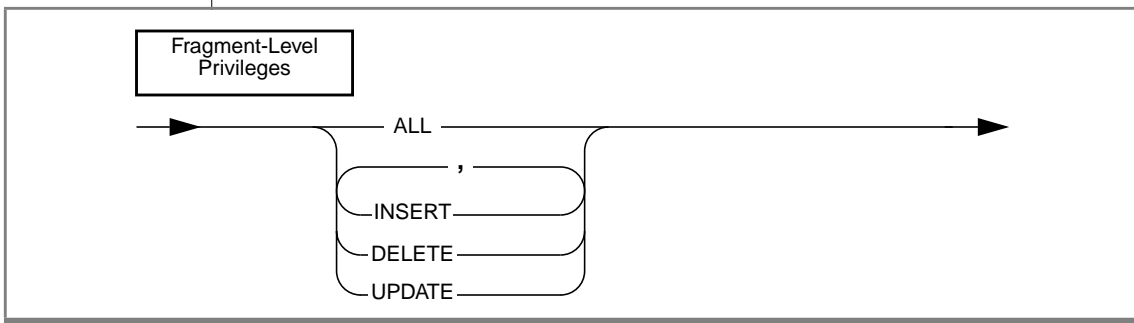 Fragment-Level
Privileges
ALL
,
INSERT
DELETE
UPDATE